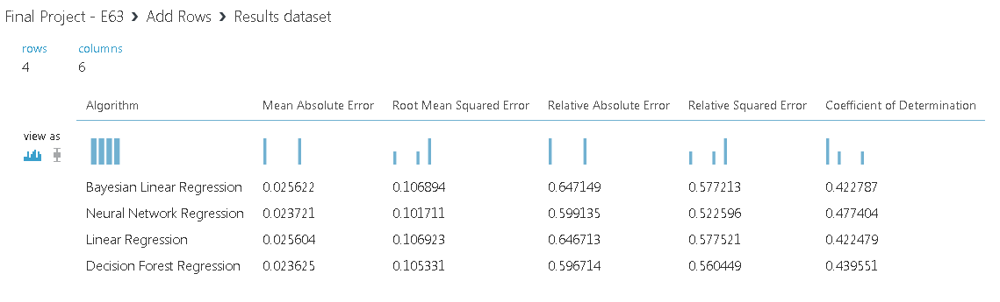 Final Project - E63 › Add Rows › Results dataset
rows columns
4 6
Algorithm Mean Absolute Error Root Mean Squared Error Relative Absolute Error Relative Squared Error Coefficient of Determination
view as
Bayesian Linear Regression 0.025622 0.106894 0.647149 0.577213 0.422787
Neural Network Regression 0.023721 0.101711 0.599135 0.522596 0.477404
Linear Regression 0.025604 0.106923 0.646713 0.577521 0.422479
Decision Forest Regression 0.023625 0.105331 0.596714 0.560449 0.439551